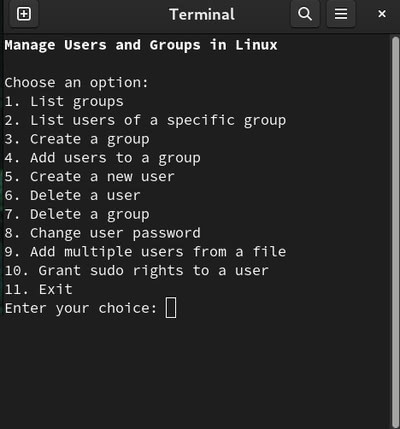 Terminal
Manage Users and Groups in Linux
Choose an option:
1. List groups
2. List users of a specific group
3. Create a group
4. Add users to a group
5. Create a new user
6. Delete a user
7. Delete a group
8. Change user password
9. Add multiple users from a file
10. Grant sudo rights to a user
11. Exit
Enter your choice: